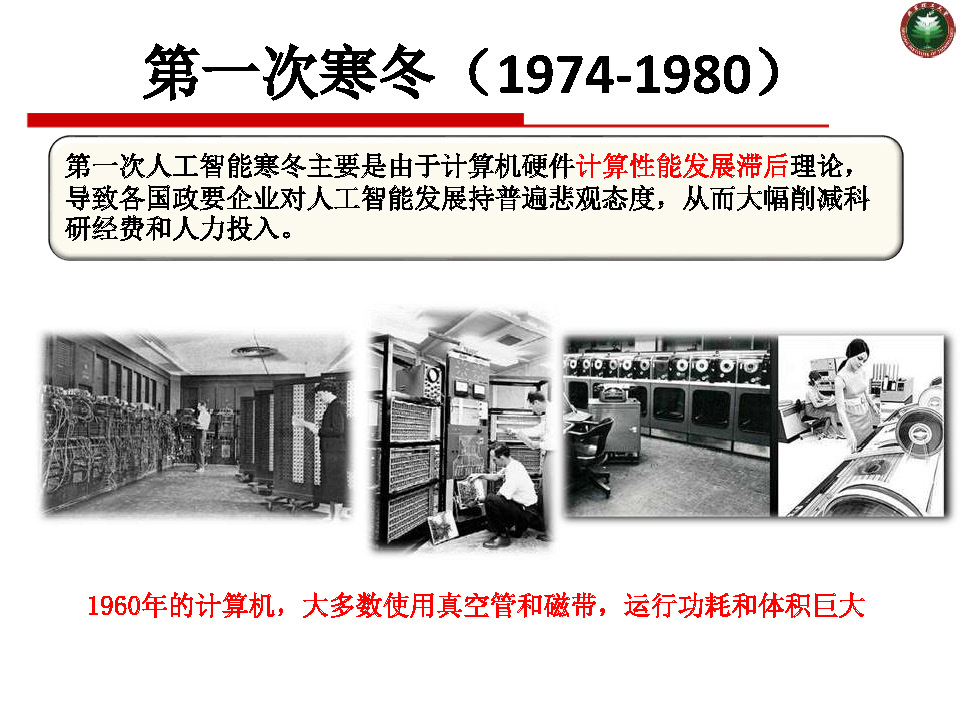 第一次寒冬（1974-1980）
第一次人工智能寒冬主要是由于计算机硬件计算性能发展滞后理论，
导致各国政要企业对人工智能发展持普遍悲观态度，从而大幅削减科
研经费和人力投入。
1960年的计算机，大多数使用真空管和磁带，运行功耗和体积巨大